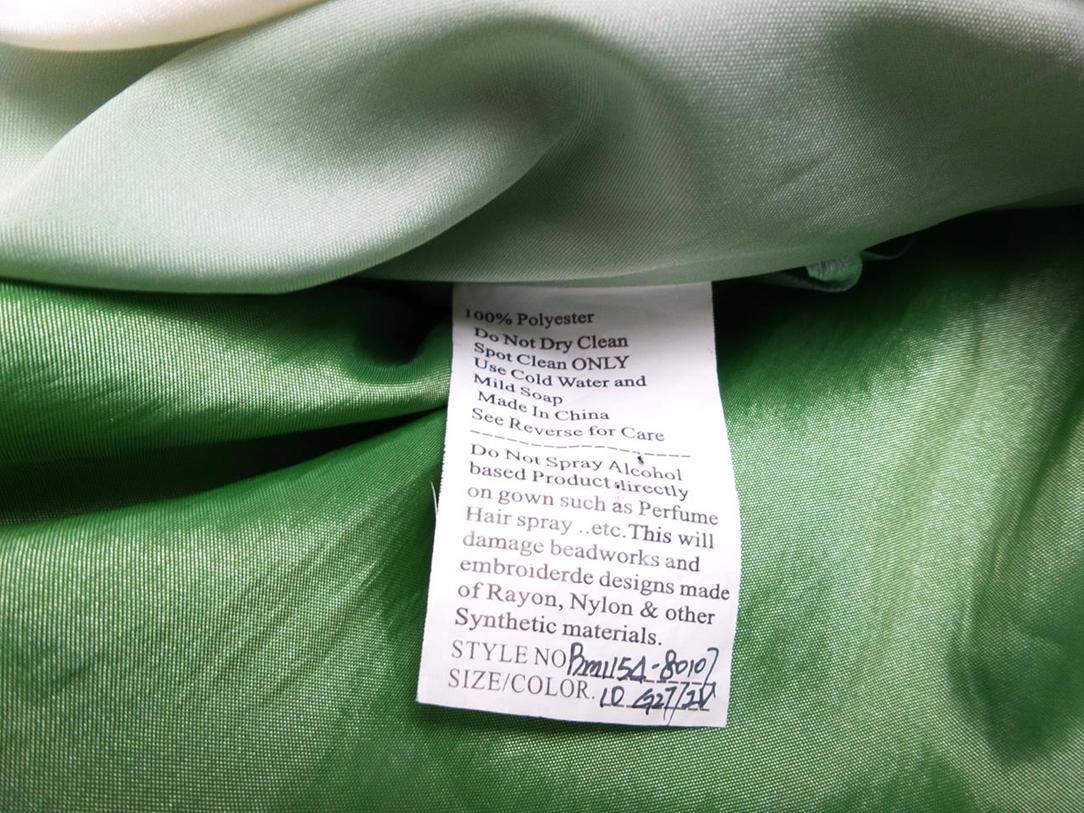 100% Polyester
Do Not Dry Clean
Spot Clean ONLY
Use Cold Water and
Mild Soap
Made In China
See Reverse for Care
Do Not Spray Alcohol
based Product directly
on gown such as Perfume
Hair spray ..etc.This will
damage beadworks and
embroiderde designs made
of Rayon, Nylon & other
Synthetic materials.
STYLE NO
SIZE/COLOR. 10